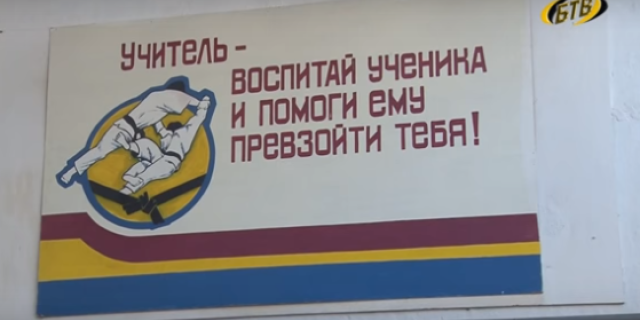 БТВ
УЧИТЕЛЬ -
ВОСПИТАЙ УЧЕНИКА
И ПОМОГИ ЕМУ
ПРЕВЗОЙТИ ТЕБЯ!